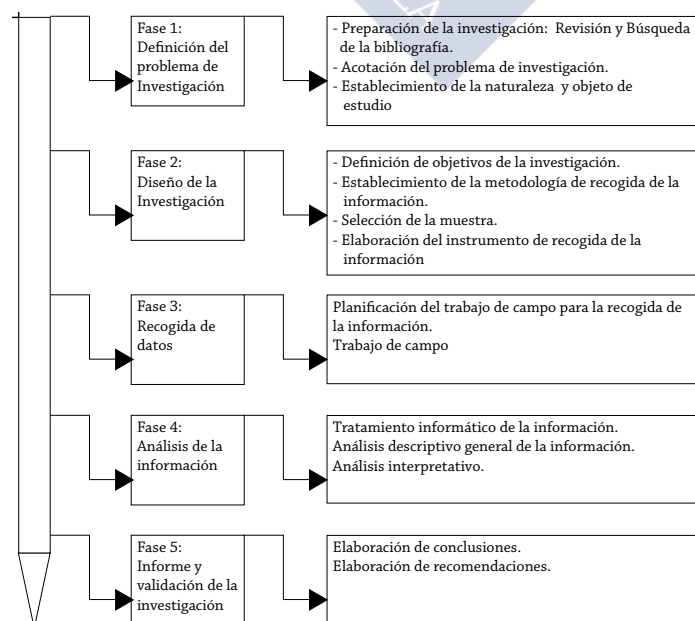 LA
Fase 1:
Definición del
problema de
Investigación
- Preparación de la investigación: Revisión y Búsqueda
de la bibliografía.
- Acotación del problema de investigación.
- Establecimiento de la naturaleza y objeto de
estudio
Fase 2:
Diseño de la
Investigación
- Definición de objetivos de la investigación.
- Establecimiento de la metodología de recogida de la
información.
- Selección de la muestra.
- Elaboración del instrumento de recogida de la
información
Fase 3:
Recogida de
datos
Planificación del trabajo de campo para la recogida de
la información.
Trabajo de campo
Fase 4:
Análisis de la
información
Tratamiento informático de la información.
Análisis descriptivo general de la información.
Análisis interpretativo.
Fase 5:
Informe y
validación de la
investigación
Elaboración de conclusiones.
Elaboración de recomendaciones.